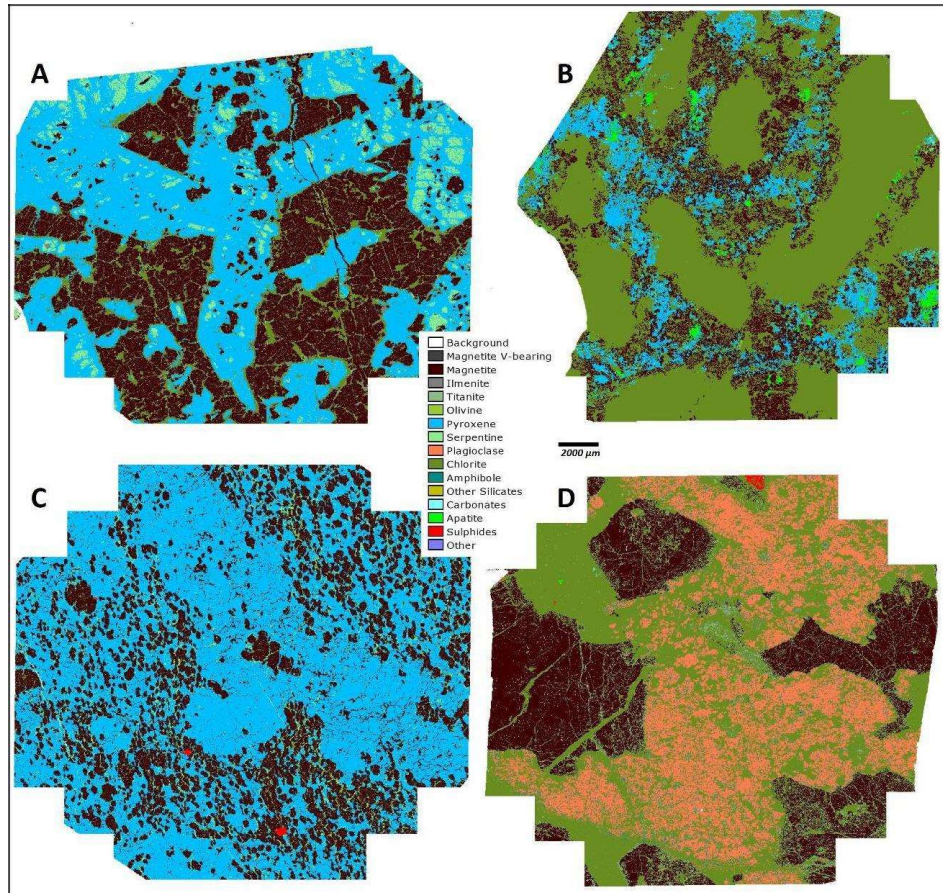 A
B
Background
Magnetite V-bearing
Magnetite
Ilmenite
Titanite
Olivine
Pyroxene
Serpentine
Plagioclase
Chlorite
Amphibole
Other Silicates
Carbonates
Apatite
Sulphides
Other
2000 µm
C
D